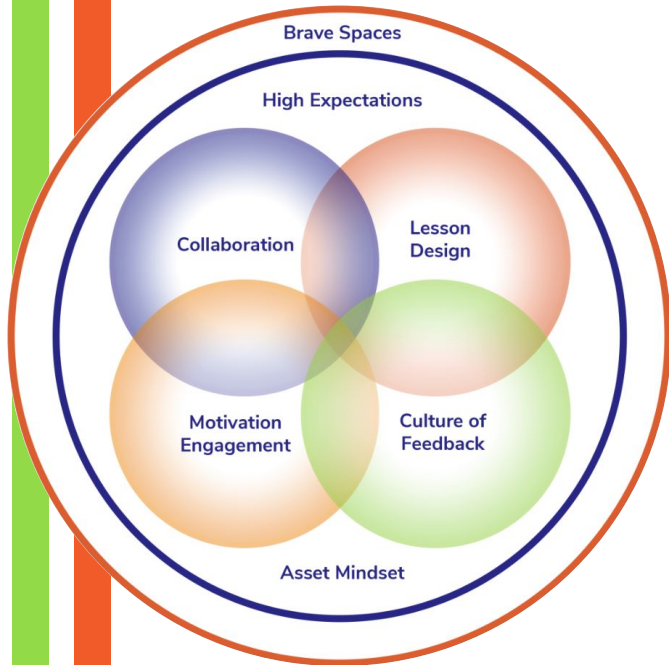 Brave Spaces
High Expectations
Collaboration
Lesson
Design
Motivation
Engagement
Culture of
Feedback
Asset Mindset